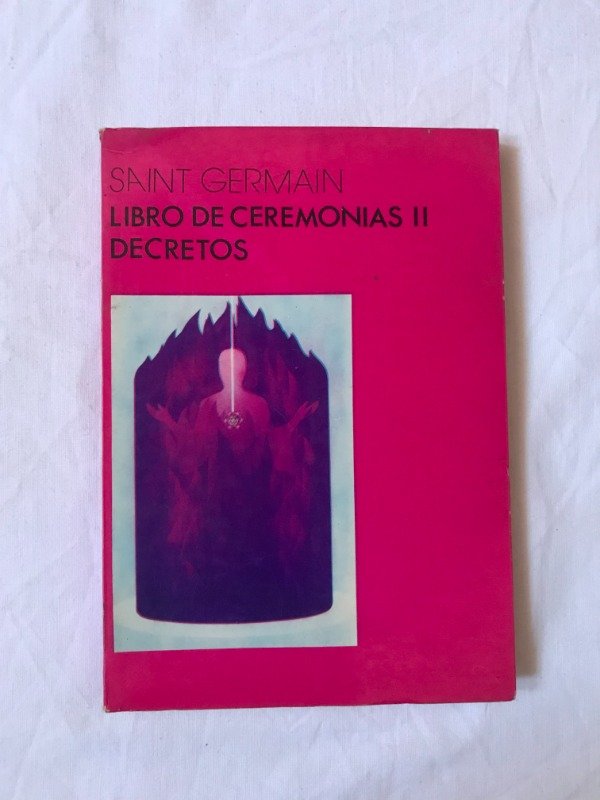 SAINT GERMAIN
LIBRO DE CEREMONIAS II
DECRETOS